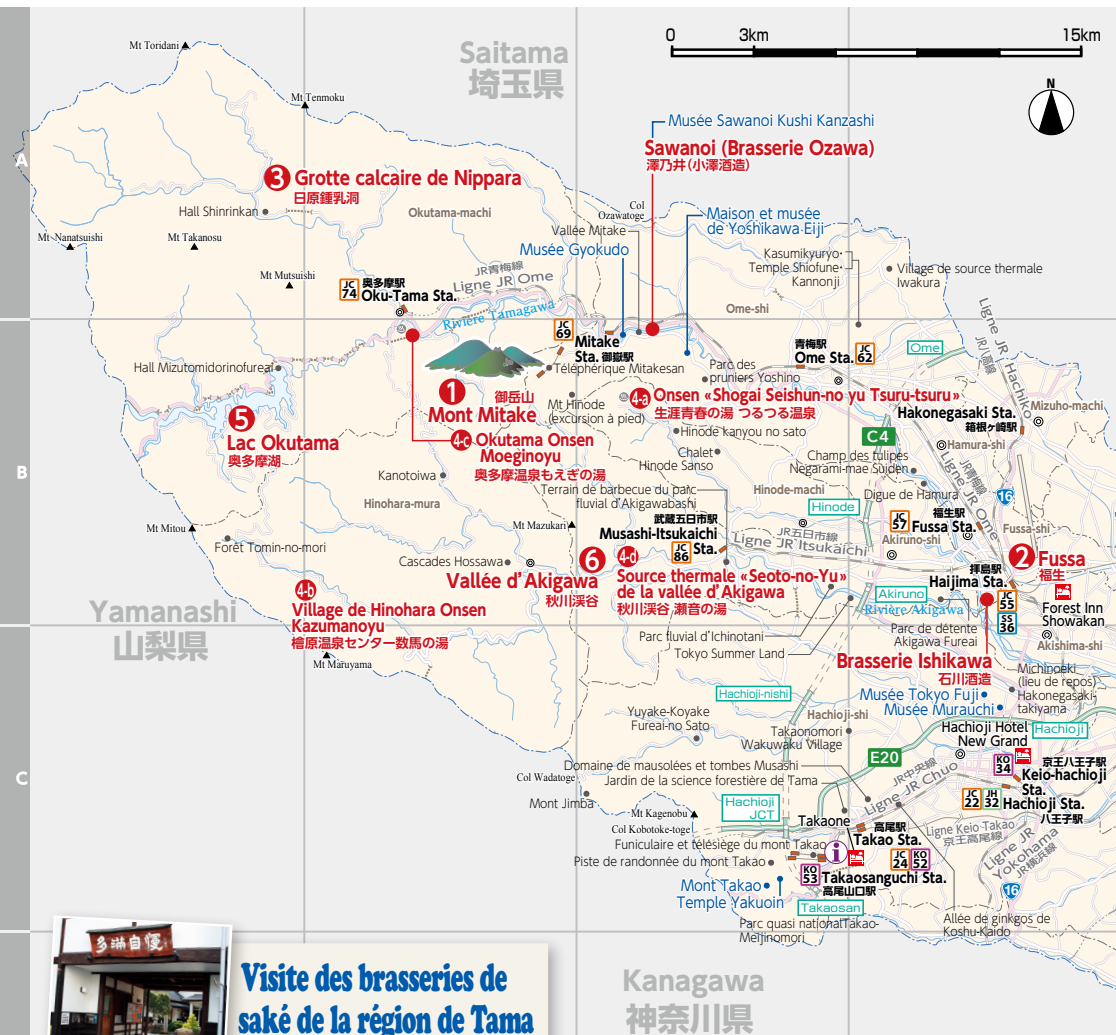 0 3km 15km
N
Saitama
埼玉県
Mt Toridani
Mt Tenmoku
Musée Sawanoi Kushi Kanzashi
Sawanoi (Brasserie Ozawa)
澤乃井(小澤酒造)
A
3 Grotte calcaire de Nippara
日原鍾乳洞
Hall Shinrinkan
Okutama-machi
Col
Ozawatoge
Maison et musée
de Yoshikawa Eiji
Vallée Mitake
Musée Gyokudo
Mt Nanatsuishi
Mt Takanosu
Kasumikyuryo
Temple Shiofune
Kannonji
Village de source thermale
Iwakura
Mt Mutsuishi
JC
74
奥多摩駅
Oku-Tama Sta.
JR青梅線
Ligne JR Ome
Rivière Tamagawa
Ome-shi
JC
69
Mitake
Sta. 御嶽駅
青梅駅
Ome Sta.
JC
62
Ome
Ligne JR Hachiko
JR八高線
Hall Mizutomidorinofureai
Téléphérique Mitakesan
Parc des
pruniers Yoshino
1
御岳山
Mont Mitake
Mt Hinode
(excursion à pied)
4-a Onsen «Shogai Seishun-no yu Tsuru-tsuru»
生涯青春の湯 つるつる温泉
Hakonegasaki Sta.
箱根ヶ崎駅
Mizuho-machi
5
Lac Okutama
奥多摩湖
4-c Okutama Onsen
Moeginoyu
奥多摩温泉もえぎの湯
Hinode kanyou no sato
C4
Hamura-shi
B
Chalet
Hinode Sanso
Champ des tulipes
Negarami-mae Suiden
JR青梅線
Ligne JR Ome
Kanotoiwa
Terrain de barbecue du parc
fluvial d'Akigawabashi
Hinode-machi
Digue de Hamura
16
Hinohara-mura
Hinode
JC
57
福生駅
Fussa Sta.
Fussa-shi
Mt Mitou
Mt Mazukari
武蔵五日市駅
Musashi-Itsukaichi
JC
86
Sta.
JR五日市線
Ligne JR Itsukaichi
Akiruno-shi
Forêt Tomin-no-mori
Cascades Hossawa
6
Vallée d'Akigawa
秋川渓谷
4-d
Source thermale «Seoto-no-Yu»
de la vallée d'Akigawa
秋川渓谷 瀬音の湯
2 Fussa
福生
拝島駅
Haijima Sta.
JC
55
SS
36
Forest Inn
Showakan
4-b
Village de Hinohara Onsen
Kazumanoyu
檜原温泉センター数馬の湯
Akiruno
Rivière Akigawa
Yamanashi
山梨県
Parc fluvial d'Ichinotani
Parc de détente
Akigawa Fureai
Akishima-shi
Tokyo Summer Land
Mt Maruyama
Brasserie Ishikawa
石川酒造
Michinoeki
(lieu de repos)
Hakonegasaki-
takiyama
Hachioji-nishi
Musée Tokyo Fuji
Musée Murauchi
Yuyake-Koyake
Fureai-no Sato
Hachioji-shi
Takaonomori
Wakuwaku Village
Hachioji Hotel
New Grand
Hachioji
C
Domaine de mausolées et tombes Musashi
E20
KO
34
京王八王子駅
Keio-hachioji
Sta.
Col Wadatoge
Jardin de la science forestière de Tama
JR中央線
Ligne JR Chuo
JC
22
JH
32
Hachioji Sta.
八王子駅
Mont Jimba
Hachioji
JCT
Mt Kagenobu
Col Kobotoke-toge
Takaone
高尾駅
Takao Sta.
JC
24
KO
52
Ligne Keio Takao
京王高尾線
Ligne JR
Yokohama
JR横浜線
Funiculaire et télésiège du mont Takao
Piste de randonnée du mont Takao
i
KO
53
Takaosanguchi Sta.
高尾山口駅
16
Mont Takao
Temple Yakuoin
Takaosan
Parc quasi nationalTakao-
Meijinomori
Allée de ginkgos de
Koshu-Kaido
多満自慢
Visite des brasseries de
saké de la région de Tama
Kanagawa
神奈川県